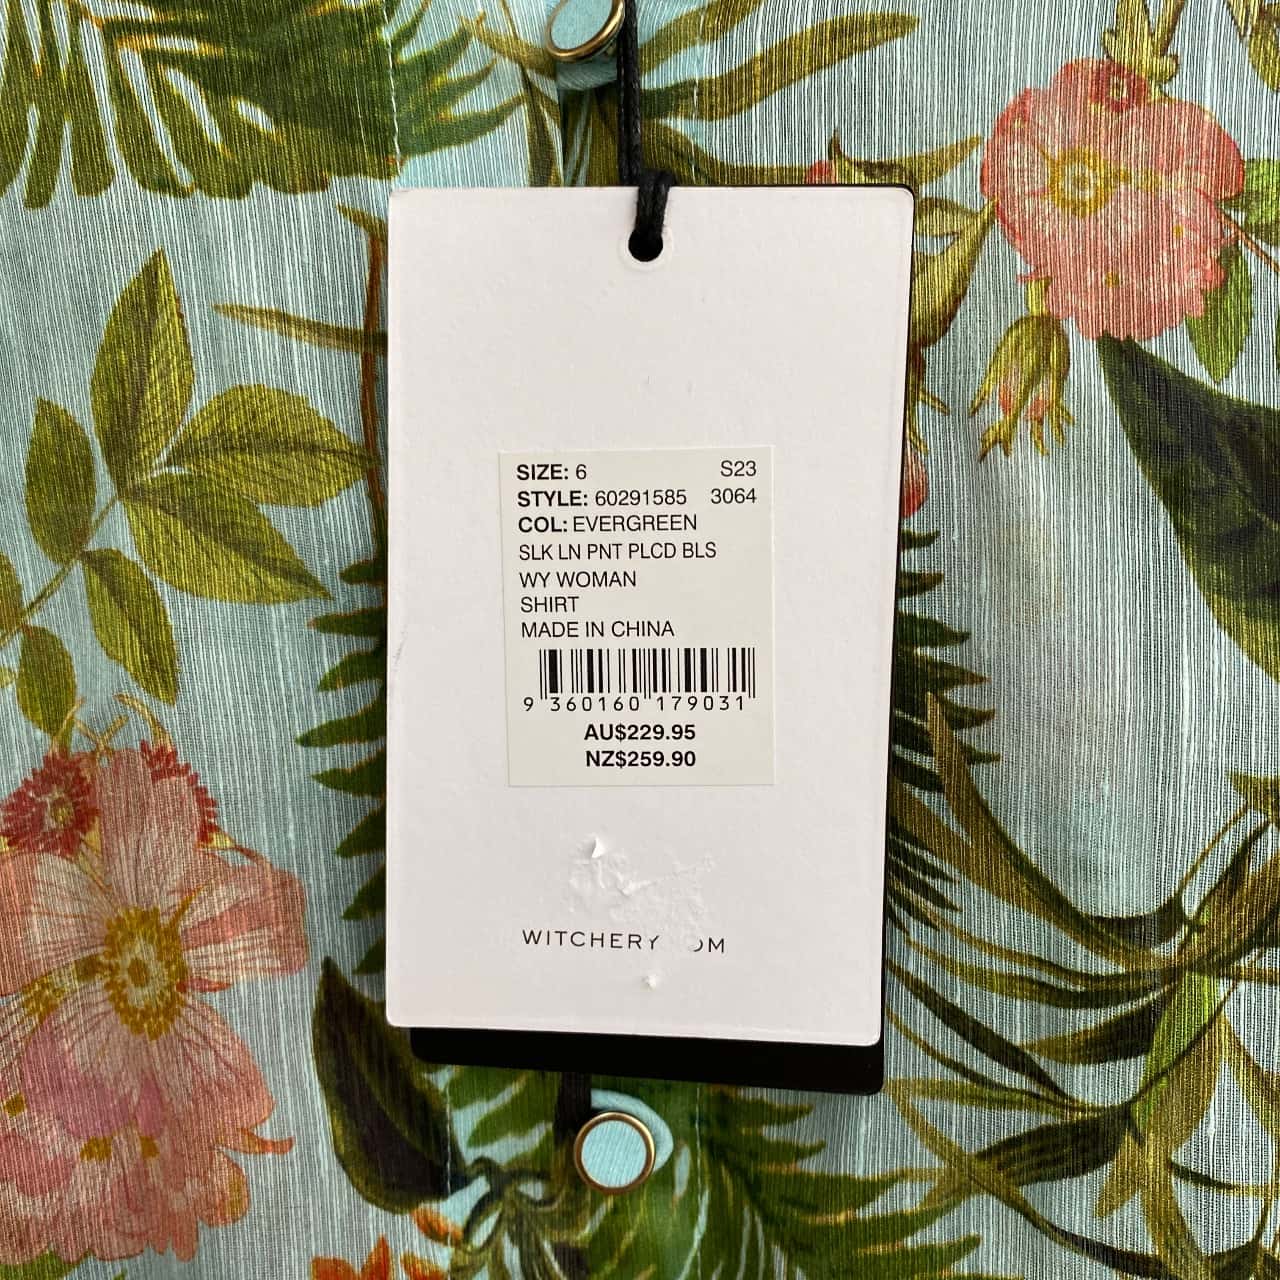 SIZE: 6 S23
STYLE: 60291585 3064
COL: EVERGREEN
SLK LN PNT PLCD BLS
WY WOMAN
SHIRT
MADE IN CHINA
9 360160 179031
AU$229.95
NZ$259.90
WITCHERY